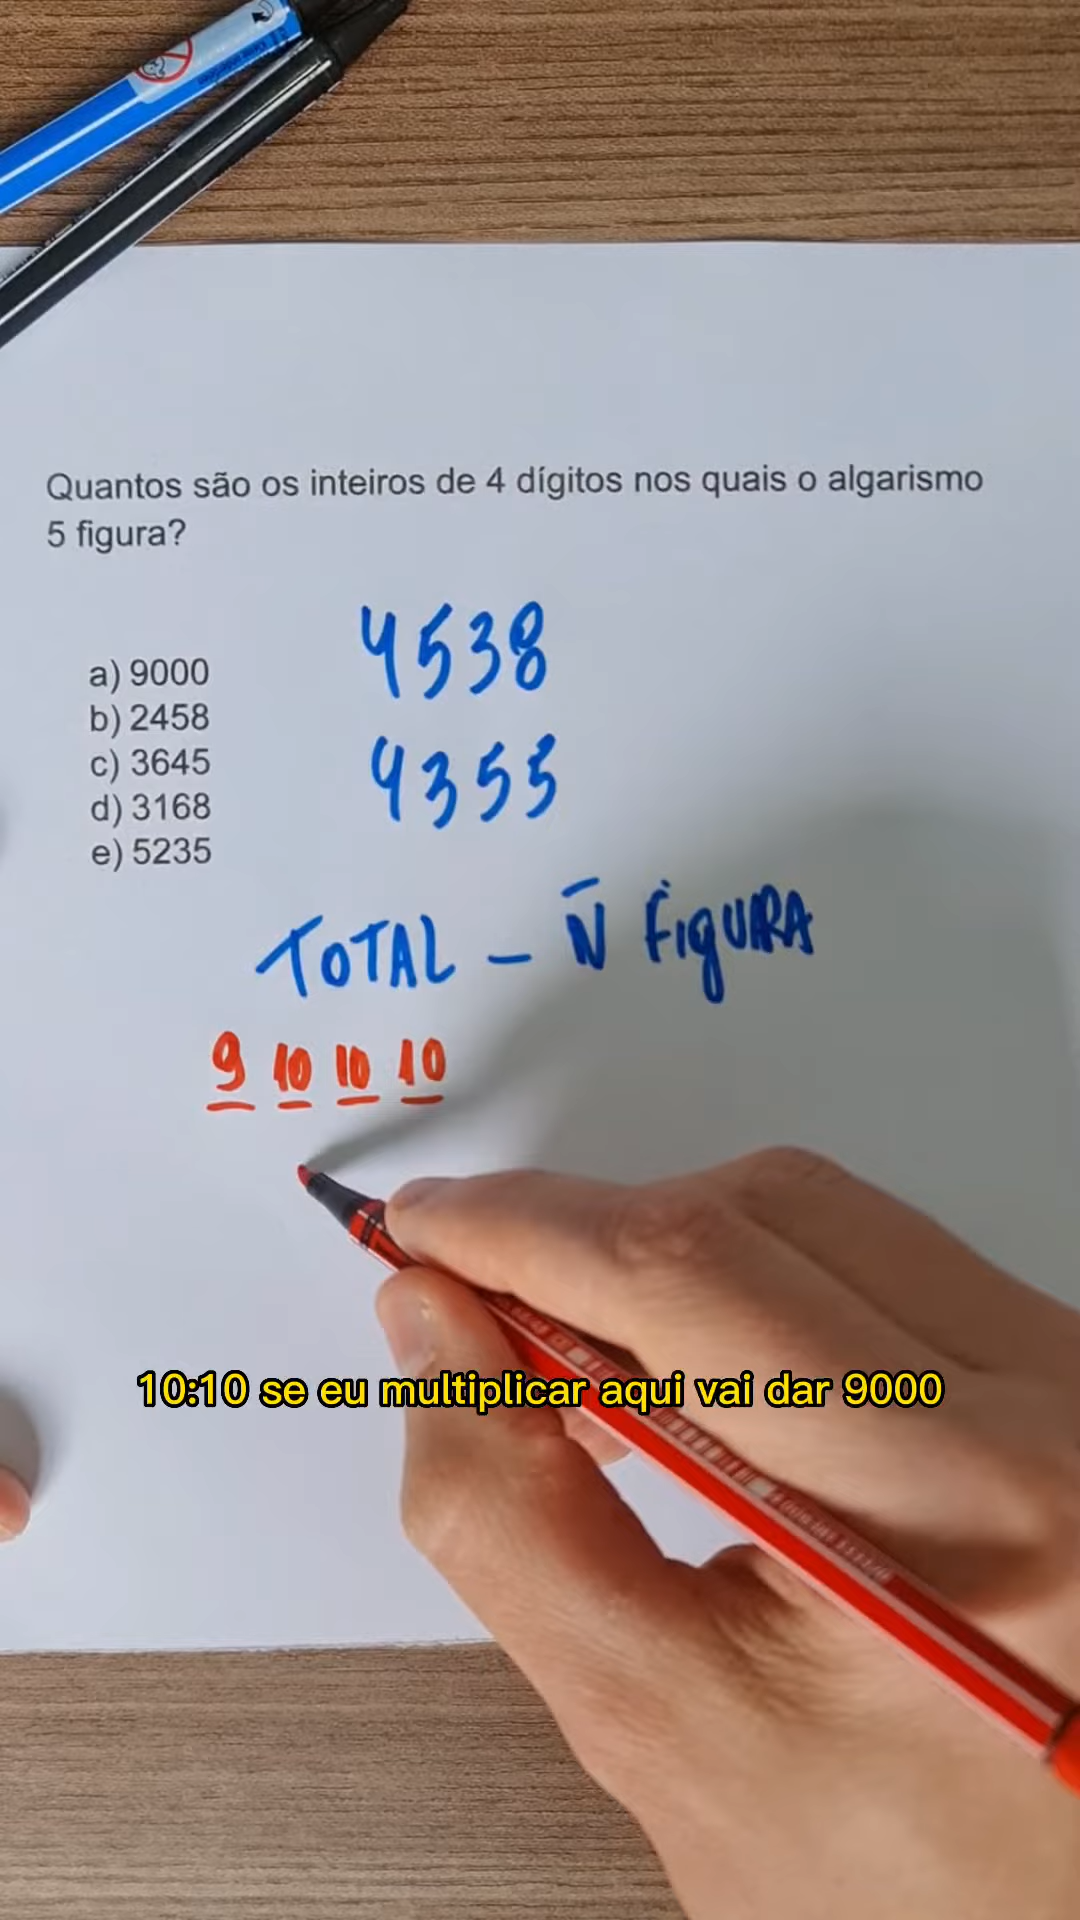 Quantos são os inteiros de 4 dígitos nos quais o algarismo
5 figura?
a) 9000
b) 2458
c) 3645
d) 3168
e) 5235
4538
4355
TOTAL - Ñ FIGURA
9 10 10 10
10:10 se eu multiplicar aqui vai dar 9000